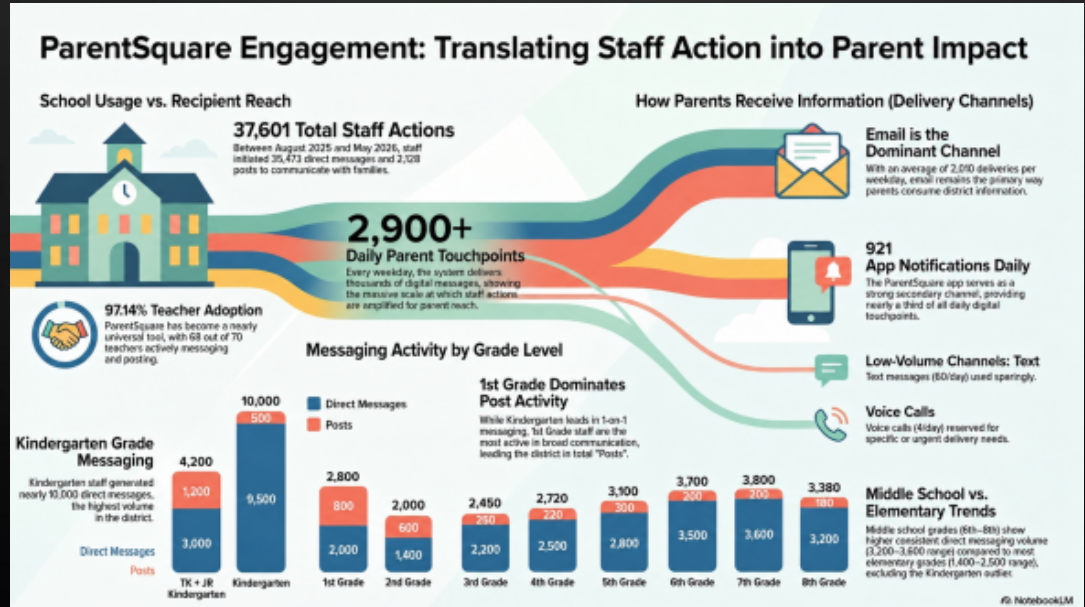 ParentSquare Engagement: Translating Staff Action into Parent Impact
School Usage vs. Recipient Reach
37,601 Total Staff Actions
Between August 2025 and May 2026, staff
initiated 35,473 direct messages and 2,128
posts to communicate with families.
2,900+
Daily Parent Touchpoints
Every weekday, the system delivers
thousands of digital messages, showing
the massive scale at which staff actions
are amplified for parent reach.
97.14% Teacher Adoption
ParentSquare has become a nearly
universal tool, with 68 out of 70
teachers actively messaging
and posting.
How Parents Receive Information (Delivery Channels)
Email is the
Dominant Channel
With an average of 2,010 deliveries per
weekday, email remains the primary way
parents consume district information.
921
App Notifications Daily
The ParentSquare app serves as a
strong secondary channel, providing
nearly a third of all daily digital
touchpoints.
Low-Volume Channels: Text
Text messages (60/day) used sparingly.
Voice Calls
Voice calls (4/day) reserved for
specific or urgent delivery needs.
Messaging Activity by Grade Level
Direct Messages
Posts
1st Grade Dominates
Post Activity
While Kindergarten leads in 1-on-1
messaging, 1st Grade staff are the
most active in broad communication,
leading the district in total "Posts".
Kindergarten Grade
Messaging
Kindergarten staff generated
nearly 10,000 direct messages,
the highest volume
in the district.
Direct Messages
Posts
4,200
1,200
3,000
TK + JR
Kindergarten
10,000
500
9,500
Kindergarten
2,800
800
2,000
1st Grade
2,000
600
1,400
2nd Grade
2,450
250
2,200
3rd Grade
2,720
220
2,500
4th Grade
3,100
300
2,800
5th Grade
3,700
200
3,500
6th Grade
3,800
200
3,600
7th Grade
3,380
180
3,200
8th Grade
Middle School vs.
Elementary Trends
Middle school grades (6th–8th) show
higher consistent direct messaging volume
(3,200–3,600 range) compared to most
elementary grades (1,400–2,500 range),
excluding the Kindergarten outlier.
NotebookLM